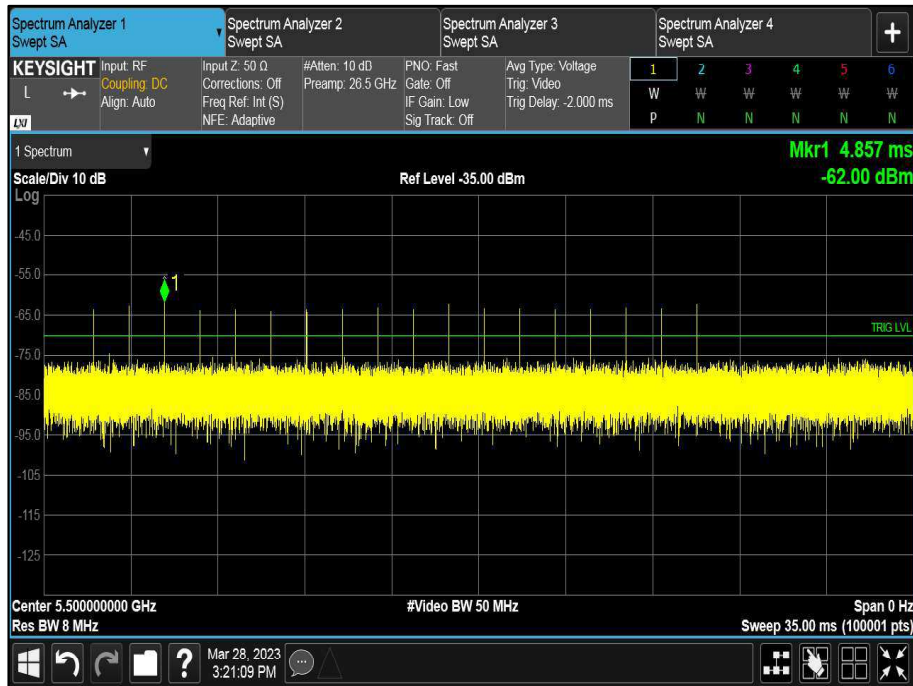 Spectrum Analyzer 1
Swept SA
Spectrum Analyzer 2
Swept SA
Spectrum Analyzer 3
Swept SA
Spectrum Analyzer 4
Swept SA
+
KEYSIGHT
L
LXI
Input: RF
Coupling: DC
Align: Auto
Input Z: 50 Ω
Corrections: Off
Freq Ref: Int (S)
NFE: Adaptive
#Atten: 10 dB
Preamp: 26.5 GHz
PNO: Fast
Gate: Off
IF Gain: Low
Sig Track: Off
Avg Type: Voltage
Trig: Video
Trig Delay: -2.000 ms
1 2 3 4 5 6
W W W W W W
P N N N N N
1 Spectrum
Mkr1 4.857 ms
Scale/Div 10 dB
Ref Level -35.00 dBm
-62.00 dBm
Log
-45.0
-55.0
1
-65.0
TRIG LVL
-75.0
-85.0
-95.0
-105
-115
-125
Center 5.500000000 GHz
#Video BW 50 MHz
Span 0 Hz
Res BW 8 MHz
Sweep 35.00 ms (100001 pts)
?
Mar 28, 2023
3:21:09 PM